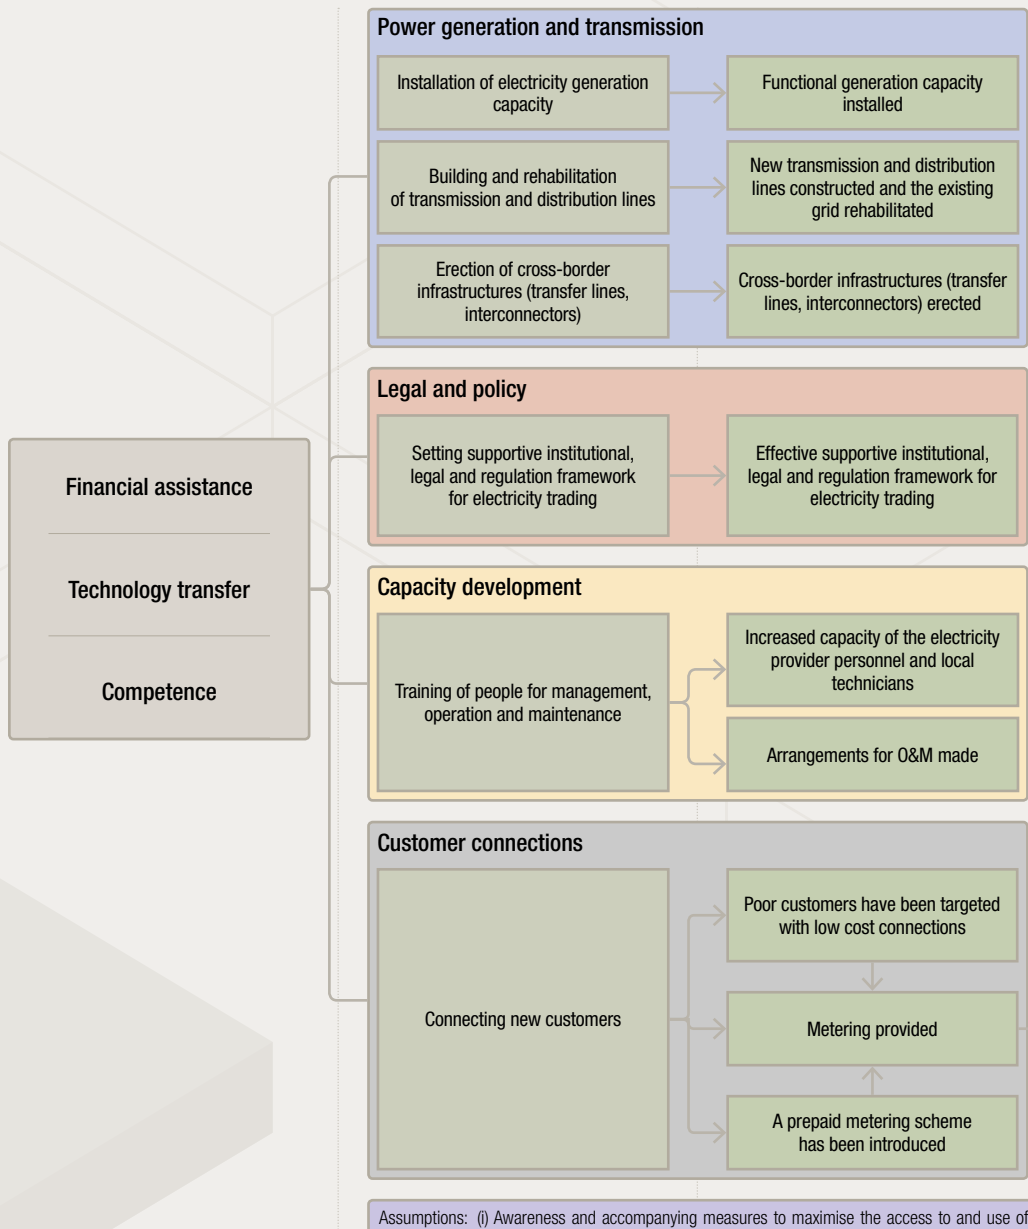 Power generation and transmission
Installation of electricity generation
capacity
Functional generation capacity
installed
Building and rehabilitation
of transmission and distribution lines
New transmission and distribution
lines constructed and the existing
grid rehabilitated
Erection of cross-border
infrastructures (transfer lines,
interconnectors)
Cross-border infrastructures (transfer
lines, interconnectors) erected
Financial assistance
Technology transfer
Competence
Legal and policy
Setting supportive institutional,
legal and regulation framework
for electricity trading
Effective supportive institutional,
legal and regulation framework for
electricity trading
Capacity development
Training of people for management,
operation and maintenance
Increased capacity of the electricity
provider personnel and local
technicians
Arrangements for O&M made
Customer connections
Connecting new customers
Poor customers have been targeted
with low cost connections
Metering provided
A prepaid metering scheme
has been introduced
Assumptions: (i) Awareness and accompanying measures to maximise the access to and use of